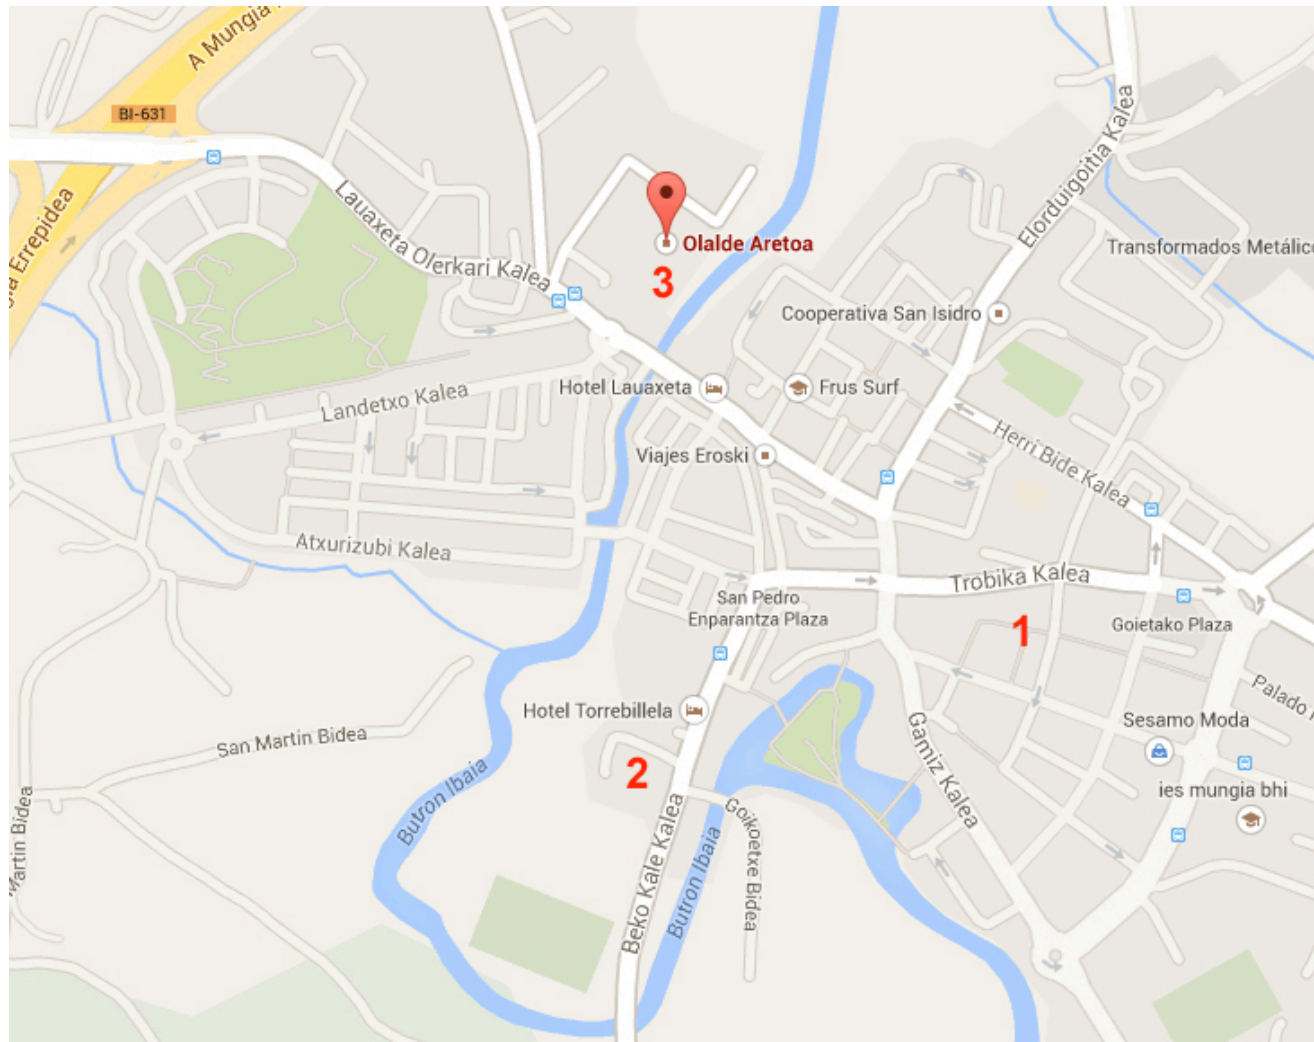 A Mungia
BI-631
Errepidea
Lauaxeta Olerkari Kalea
Olalde Aretoa
3
Elorduigoitia Kalea
Transformados Metálico
Cooperativa San Isidro
Hotel Lauaxeta
Frus Surf
Landetxo Kalea
Viajes Eroski
Herri Bide Kalea
Atxurizubi Kalea
Trobika Kalea
San Pedro
Enparantza Plaza
1
Goietako Plaza
Palado
Hotel Torrebillela
San Martin Bidea
Sesamo Moda
Gamiz Kalea
2
ies mungia bhi
Butron Ibaia
Goikoetxe Bidea
Martin Bidea
Beko Kale Kalea
Butron Ibaia